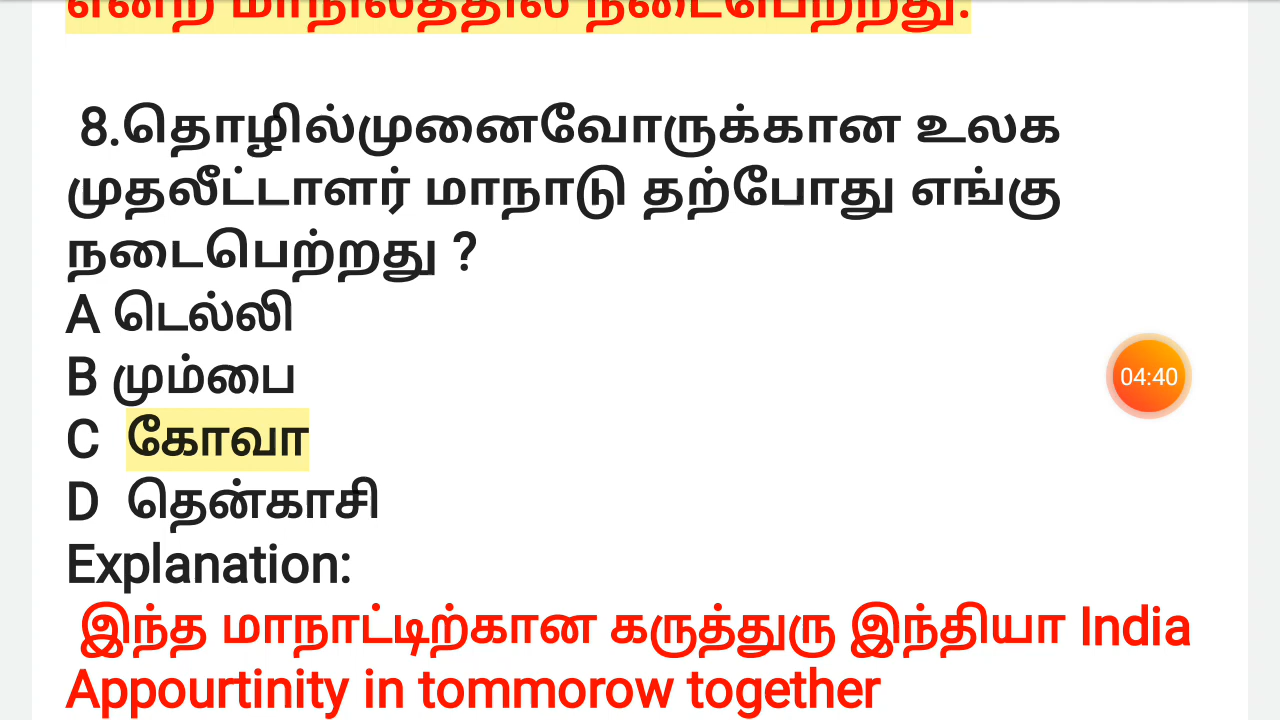 என்ற மாநிலத்தில் நடைபெற்றது.
8.தொழில்முனைவோருக்கான உலக
முதலீட்டாளர் மாநாடு தற்போது எங்கு
நடைபெற்றது ?
A டெல்லி
B மும்பை
04:40
C கோவா
D தென்காசி
Explanation:
இந்த மாநாட்டிற்கான கருத்துரு இந்தியா India
Appourtinity in tommorow together